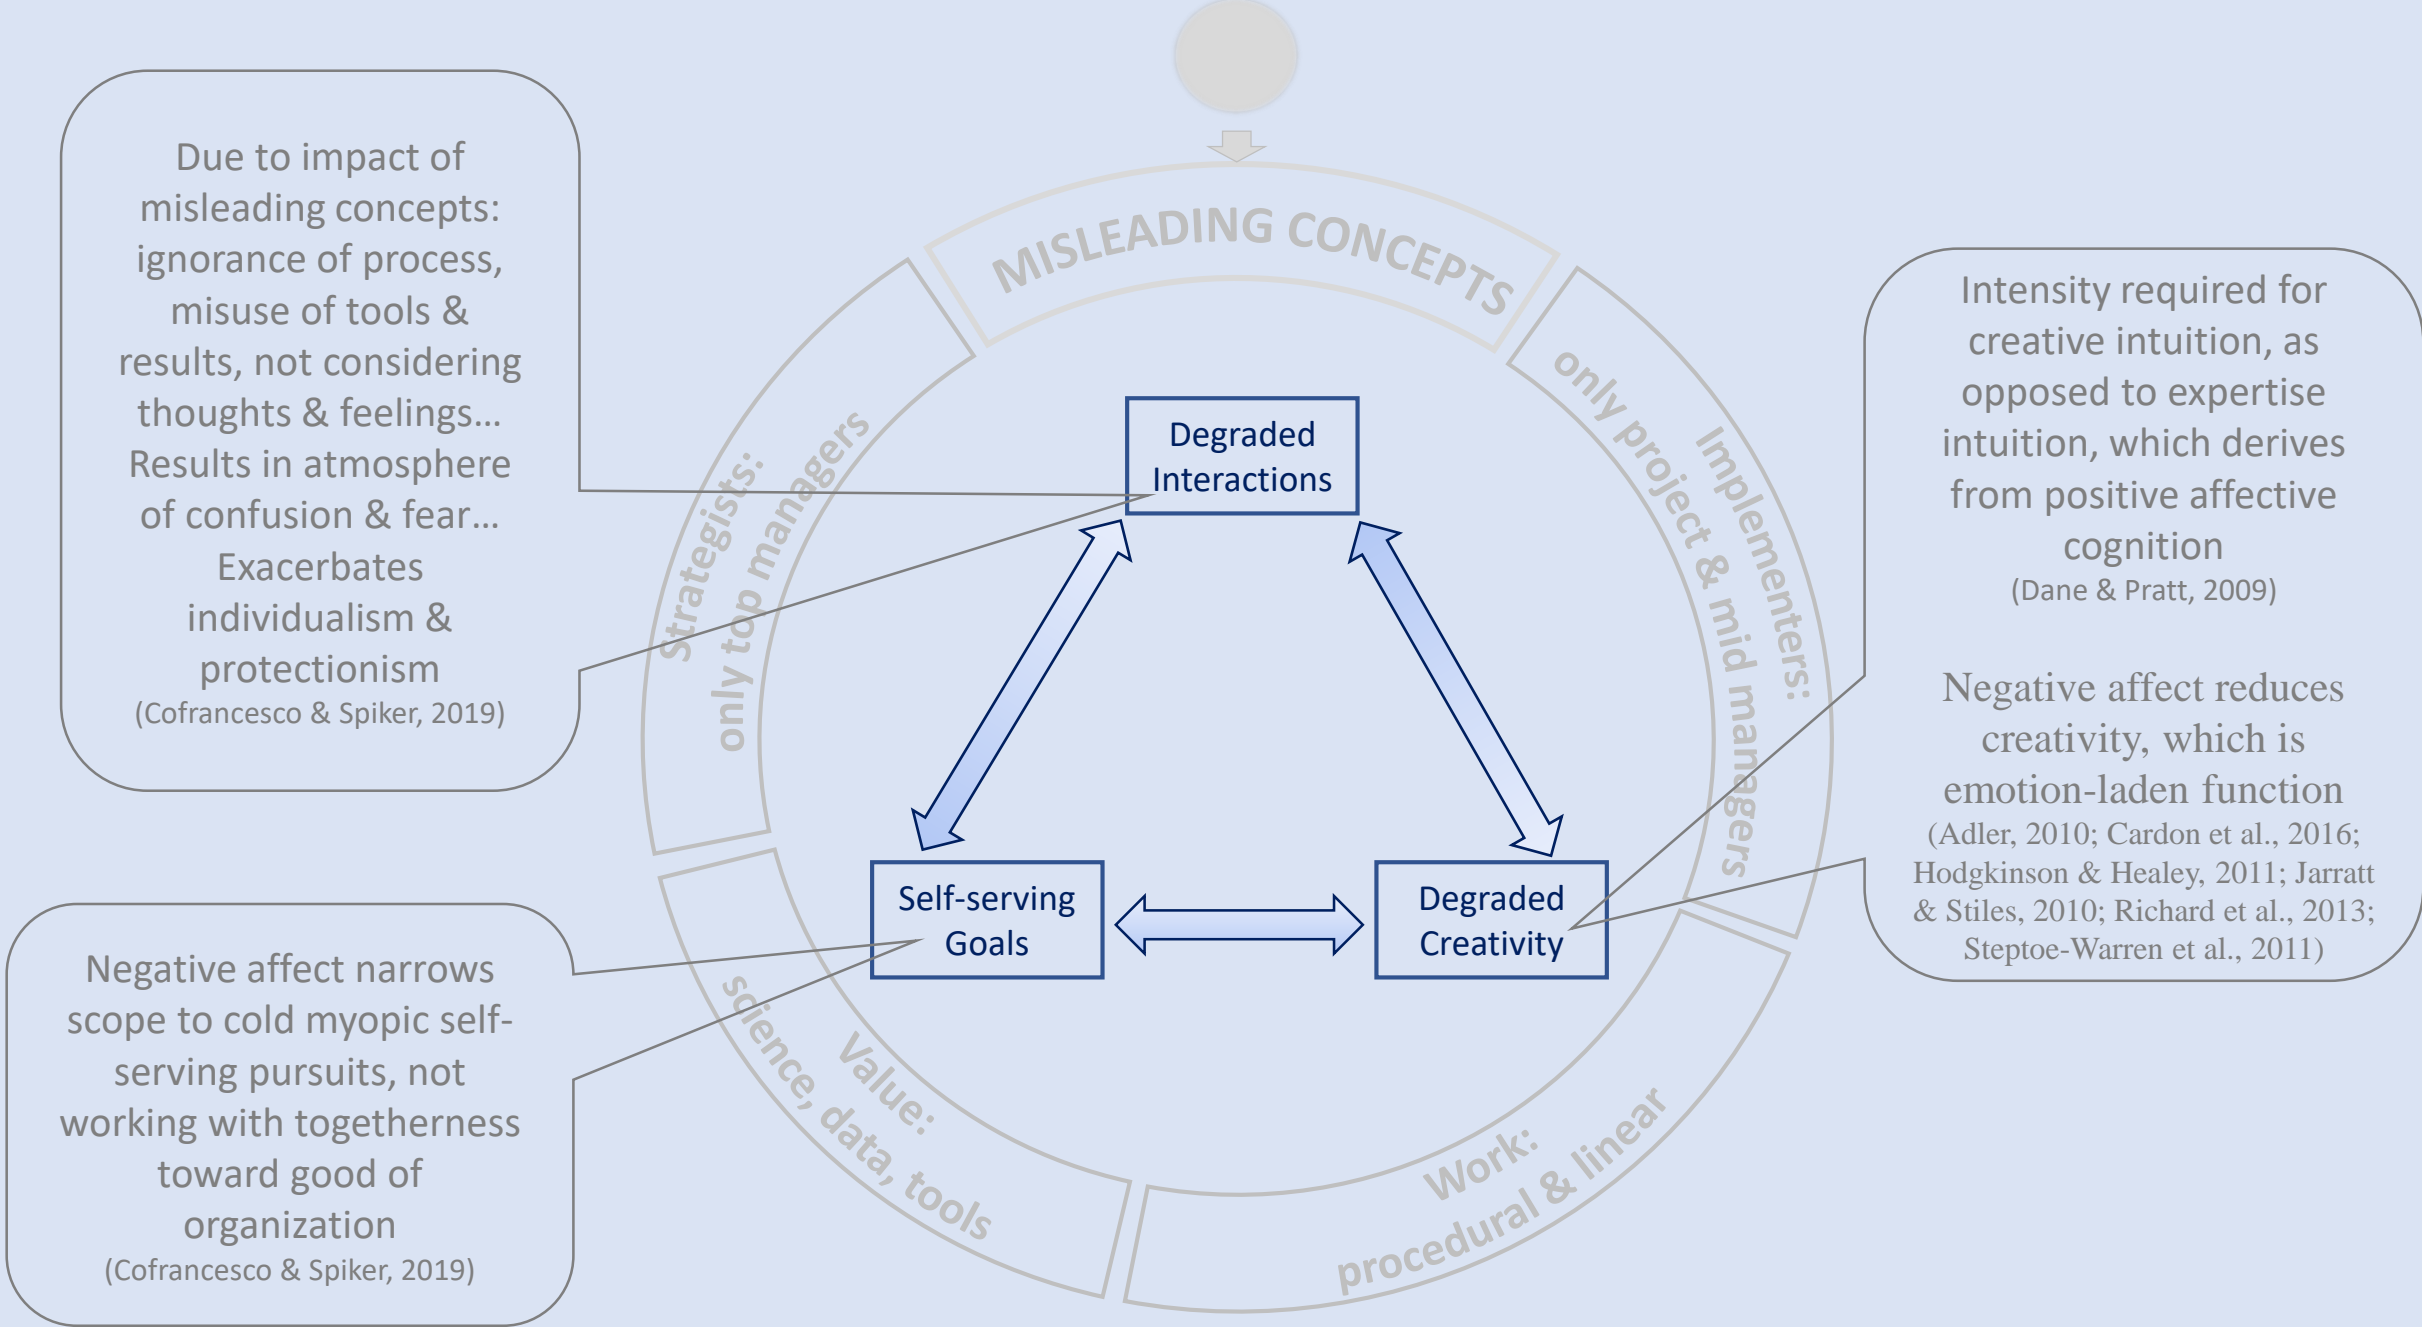 MISLEADING CONCEPTS
Due to impact of
misleading concepts:
ignorance of process,
misuse of tools &
results, not considering
thoughts & feelings…
Results in atmosphere
of confusion & fear…
Exacerbates
individualism &
protectionism
(Cofrancesco & Spiker, 2019)
Strategists:
only top managers
Degraded
Interactions
Implementers:
only project & mid managers
Intensity required for
creative intuition, as
opposed to expertise
intuition, which derives
from positive affective
cognition
(Dane & Pratt, 2009)
Negative affect reduces
creativity, which is
emotion-laden function
(Adler, 2010; Cardon et al., 2016;
Hodgkinson & Healey, 2011; Jarratt
& Stiles, 2010; Richard et al., 2013;
Steptoe-Warren et al., 2011)
Self-serving
Goals
Degraded
Creativity
Negative affect narrows
scope to cold myopic self-
serving pursuits, not
working with togetherness
toward good of
organization
(Cofrancesco & Spiker, 2019)
Value:
science, data, tools
Work:
procedural & linear